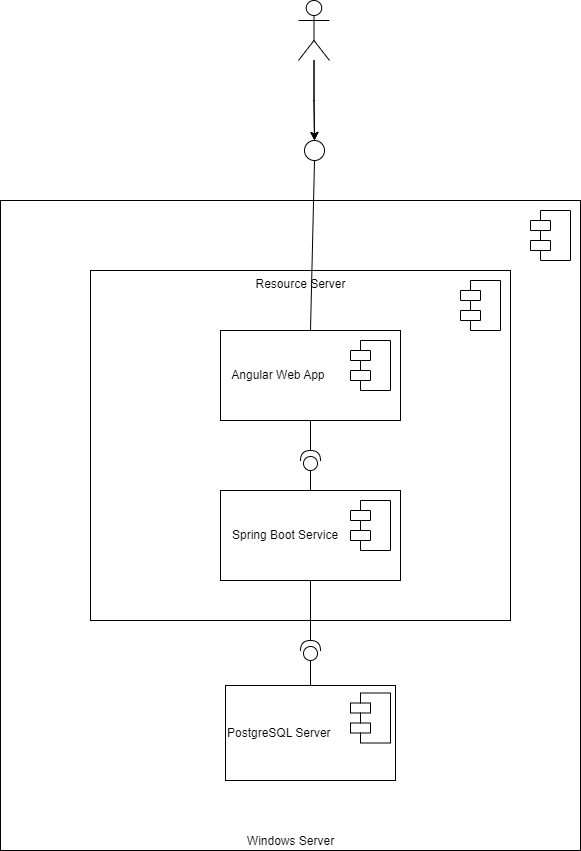 Resource Server
Angular Web App
Spring Boot Service
PostgreSQL Server
Windows Server